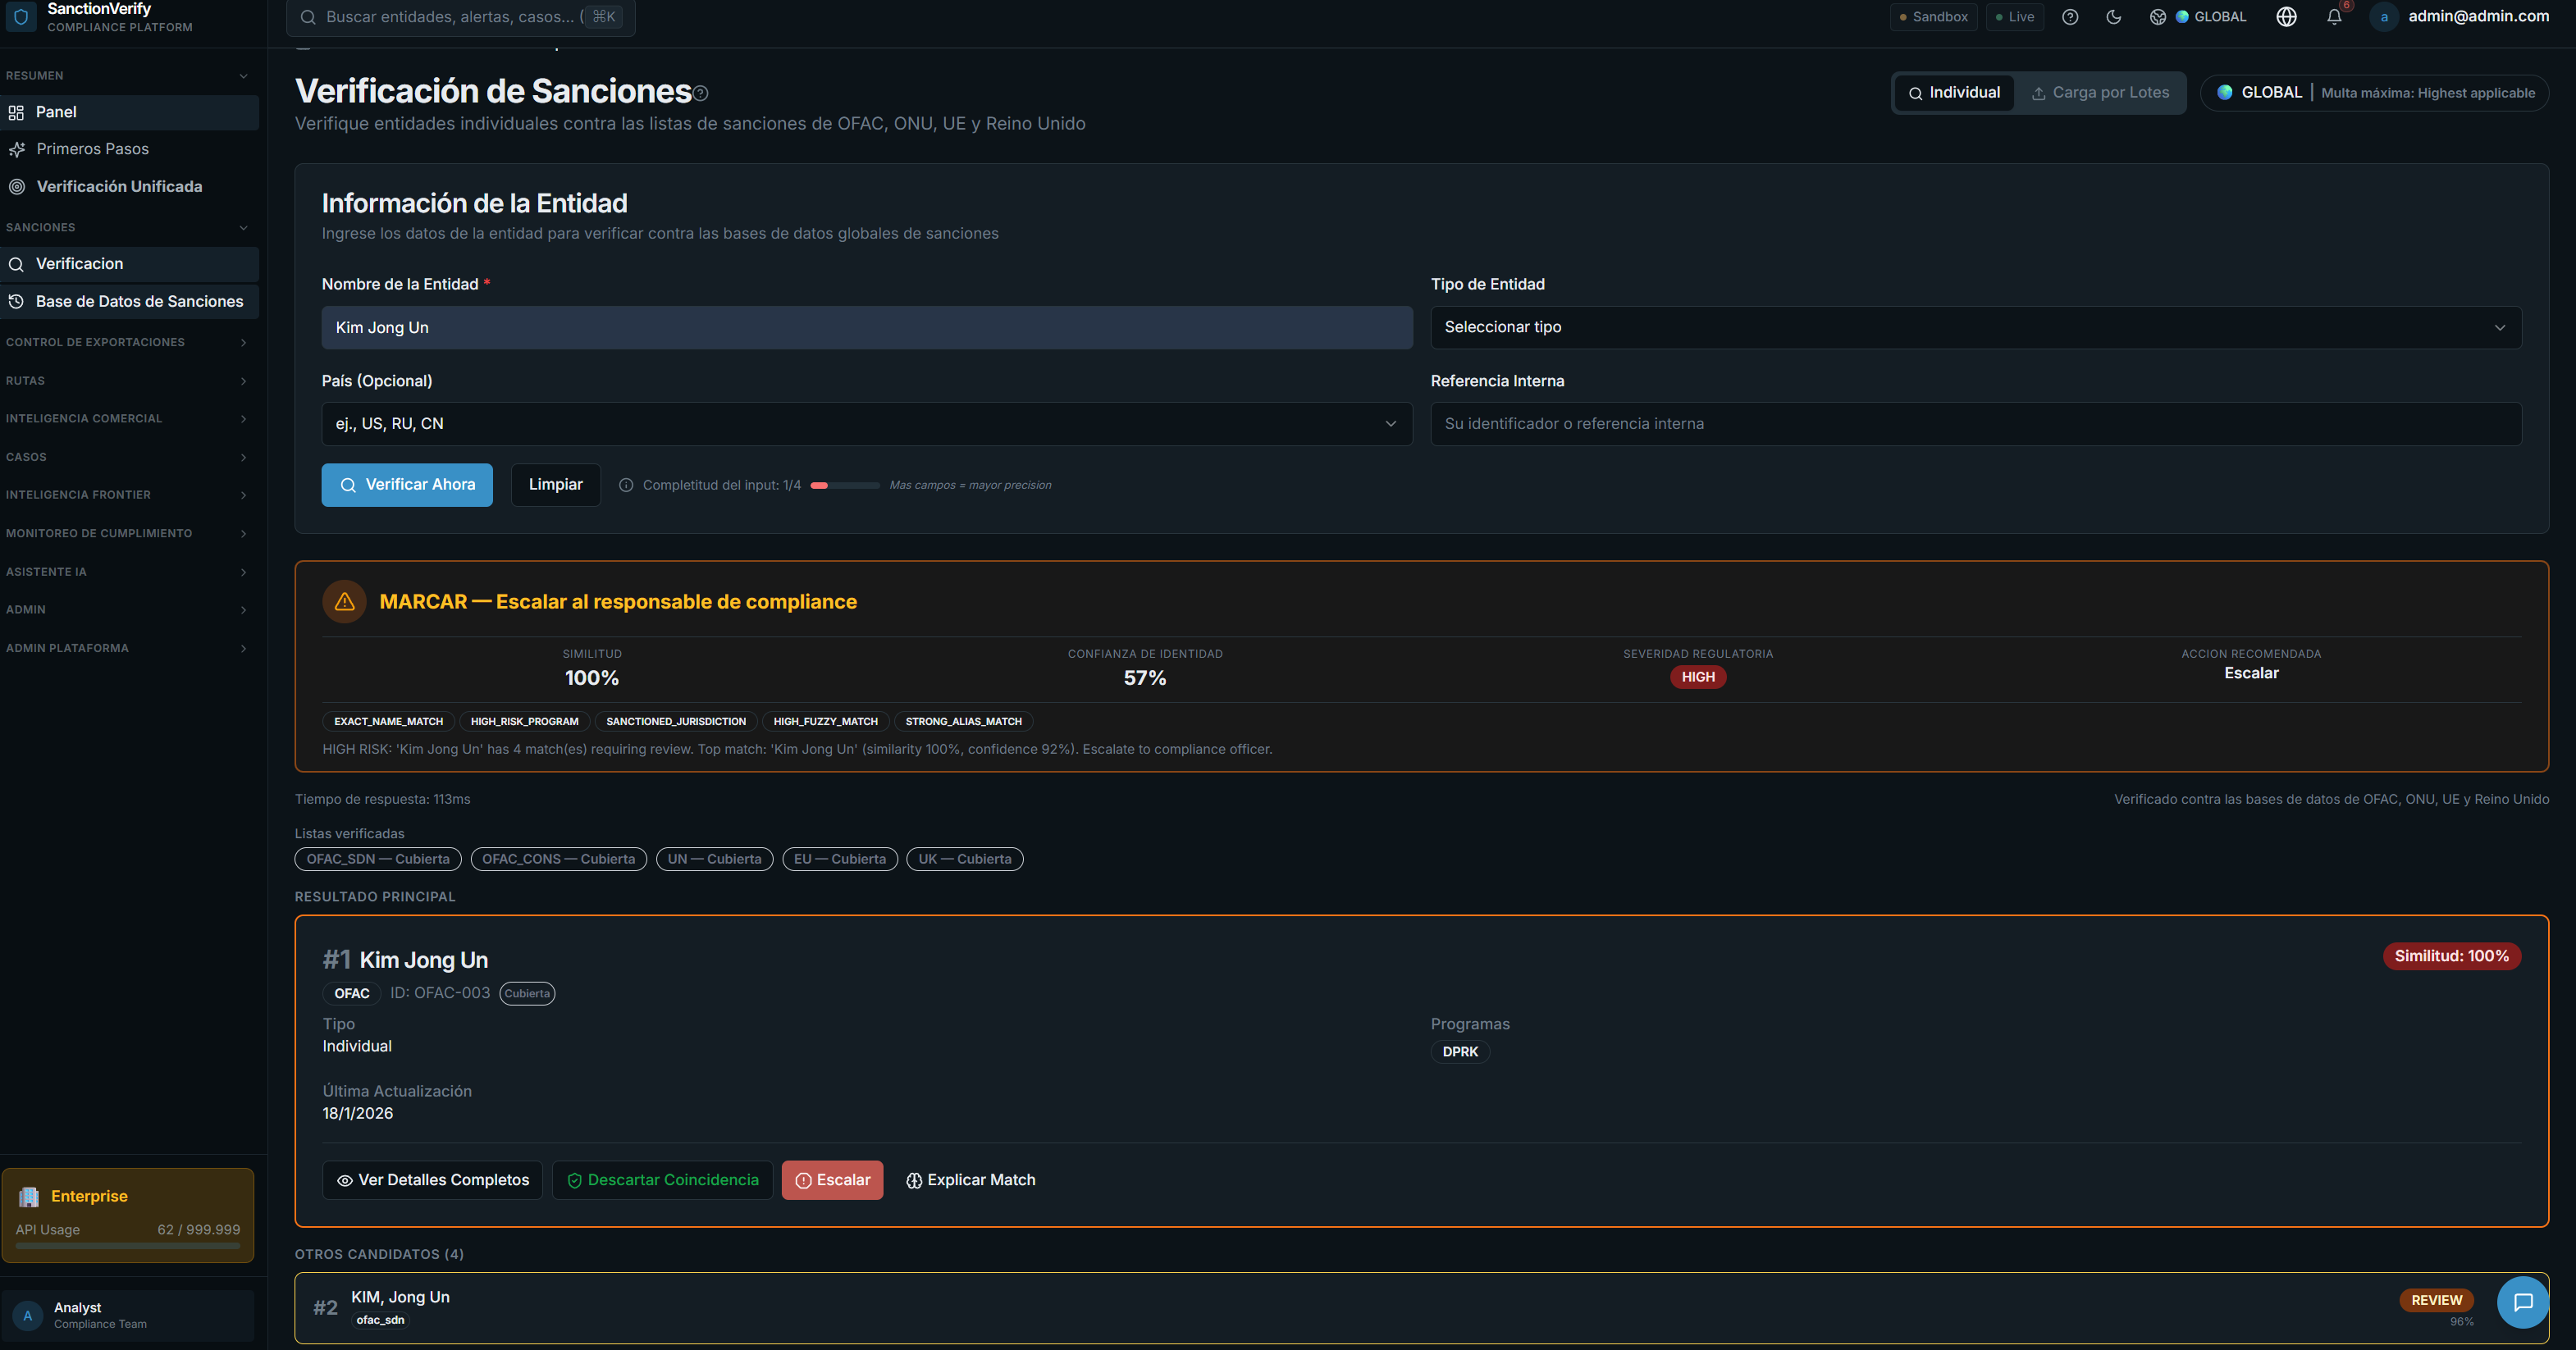 SanctionVerify
COMPLIANCE PLATFORM
Buscar entidades, alertas, casos... (⌘K
Sandbox
Live
GLOBAL
6
a
admin@admin.com
RESUMEN
Panel
Primeros Pasos
Verificación Unificada
SANCIONES
Verificacion
Base de Datos de Sanciones
CONTROL DE EXPORTACIONES
RUTAS
INTELIGENCIA COMERCIAL
CASOS
INTELIGENCIA FRONTIER
MONITOREO DE CUMPLIMIENTO
ASISTENTE IA
ADMIN
ADMIN PLATAFORMA
Enterprise
API Usage 62 / 999.999
A
Analyst
Compliance Team
Verificación de Sanciones
Verifique entidades individuales contra las listas de sanciones de OFAC, ONU, UE y Reino Unido
Individual
Carga por Lotes
GLOBAL | Multa máxima: Highest applicable
Información de la Entidad
Ingrese los datos de la entidad para verificar contra las bases de datos globales de sanciones
Nombre de la Entidad *
Kim Jong Un
Tipo de Entidad
Seleccionar tipo
País (Opcional)
ej., US, RU, CN
Referencia Interna
Su identificador o referencia interna
Verificar Ahora
Limpiar
Completitud del input: 1/4
Mas campos = mayor precision
MARCAR — Escalar al responsable de compliance
SIMILITUD
100%
CONFIANZA DE IDENTIDAD
57%
SEVERIDAD REGULATORIA
HIGH
ACCION RECOMENDADA
Escalar
EXACT_NAME_MATCH HIGH_RISK_PROGRAM SANCTIONED_JURISDICTION HIGH_FUZZY_MATCH STRONG_ALIAS_MATCH
HIGH RISK: 'Kim Jong Un' has 4 match(es) requiring review. Top match: 'Kim Jong Un' (similarity 100%, confidence 92%). Escalate to compliance officer.
Tiempo de respuesta: 113ms
Verificado contra las bases de datos de OFAC, ONU, UE y Reino Unido
Listas verificadas
OFAC_SDN — Cubierta OFAC_CONS — Cubierta UN — Cubierta EU — Cubierta UK — Cubierta
RESULTADO PRINCIPAL
#1 Kim Jong Un
Similitud: 100%
OFAC ID: OFAC-003 Cubierta
Tipo
Individual
Programas
DPRK
Última Actualización
18/1/2026
Ver Detalles Completos
Descartar Coincidencia
Escalar
Explicar Match
OTROS CANDIDATOS (4)
#2
KIM, Jong Un
ofac_sdn
REVIEW
96%